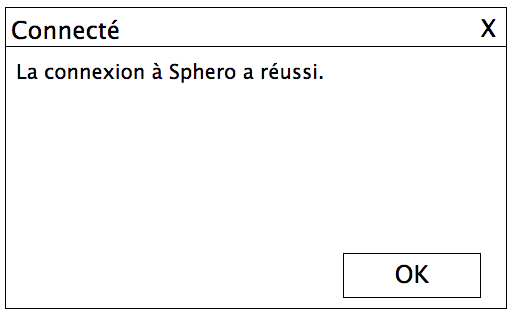 Connecté X
La connexion à Sphero a réussi.
OK